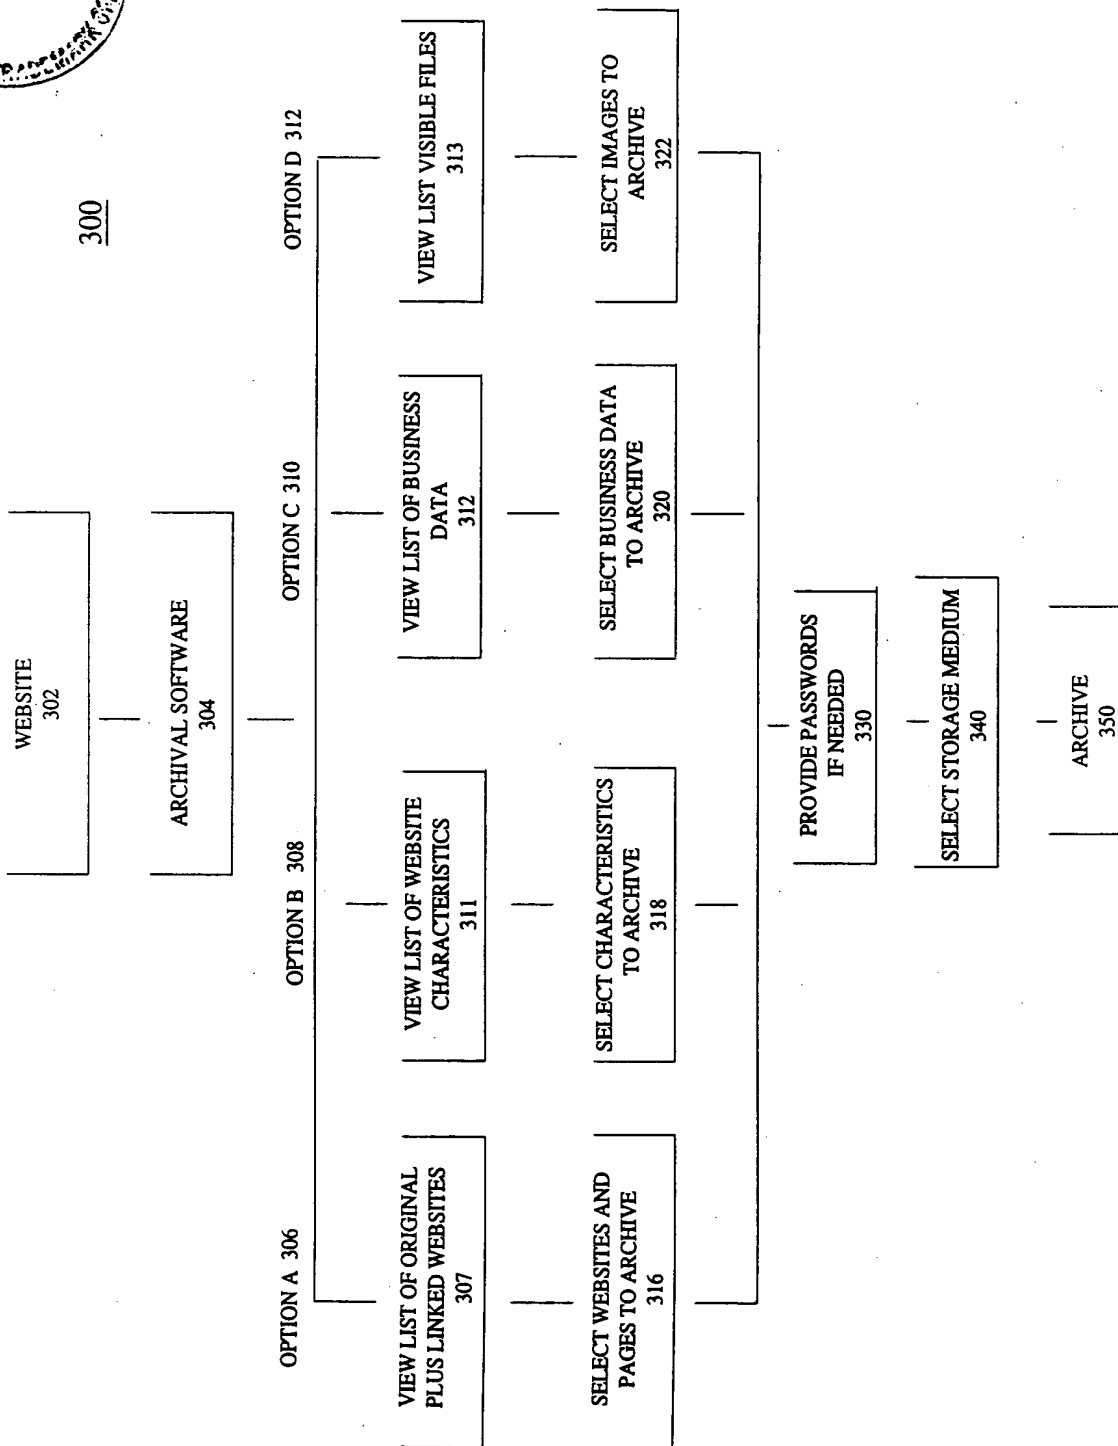 300
WEBSITE
302
ARCHIVAL SOFTWARE
304
OPTION A 306
OPTION B 308
OPTION C 310
OPTION D 312
VIEW LIST OF ORIGINAL
PLUS LINKED WEBSITES
307
VIEW LIST OF WEBSITE
CHARACTERISTICS
311
VIEW LIST OF BUSINESS
DATA
312
VIEW LIST VISIBLE FILES
313
SELECT WEBSITES AND
PAGES TO ARCHIVE
316
SELECT CHARACTERISTICS
TO ARCHIVE
318
SELECT BUSINESS DATA
TO ARCHIVE
320
SELECT IMAGES TO
ARCHIVE
322
PROVIDE PASSWORDS
IF NEEDED
330
SELECT STORAGE MEDIUM
340
ARCHIVE
350